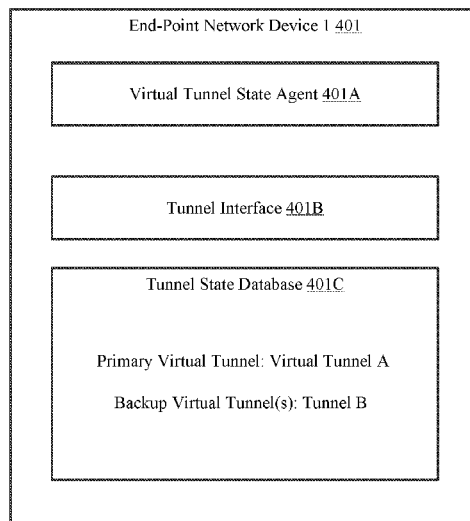 End-Point Network Device 1 401
Virtual Tunnel State Agent 401A
Tunnel Interface 401B
Tunnel State Database 401C
Primary Virtual Tunnel: Virtual Tunnel A
Backup Virtual Tunnel(s): Tunnel B